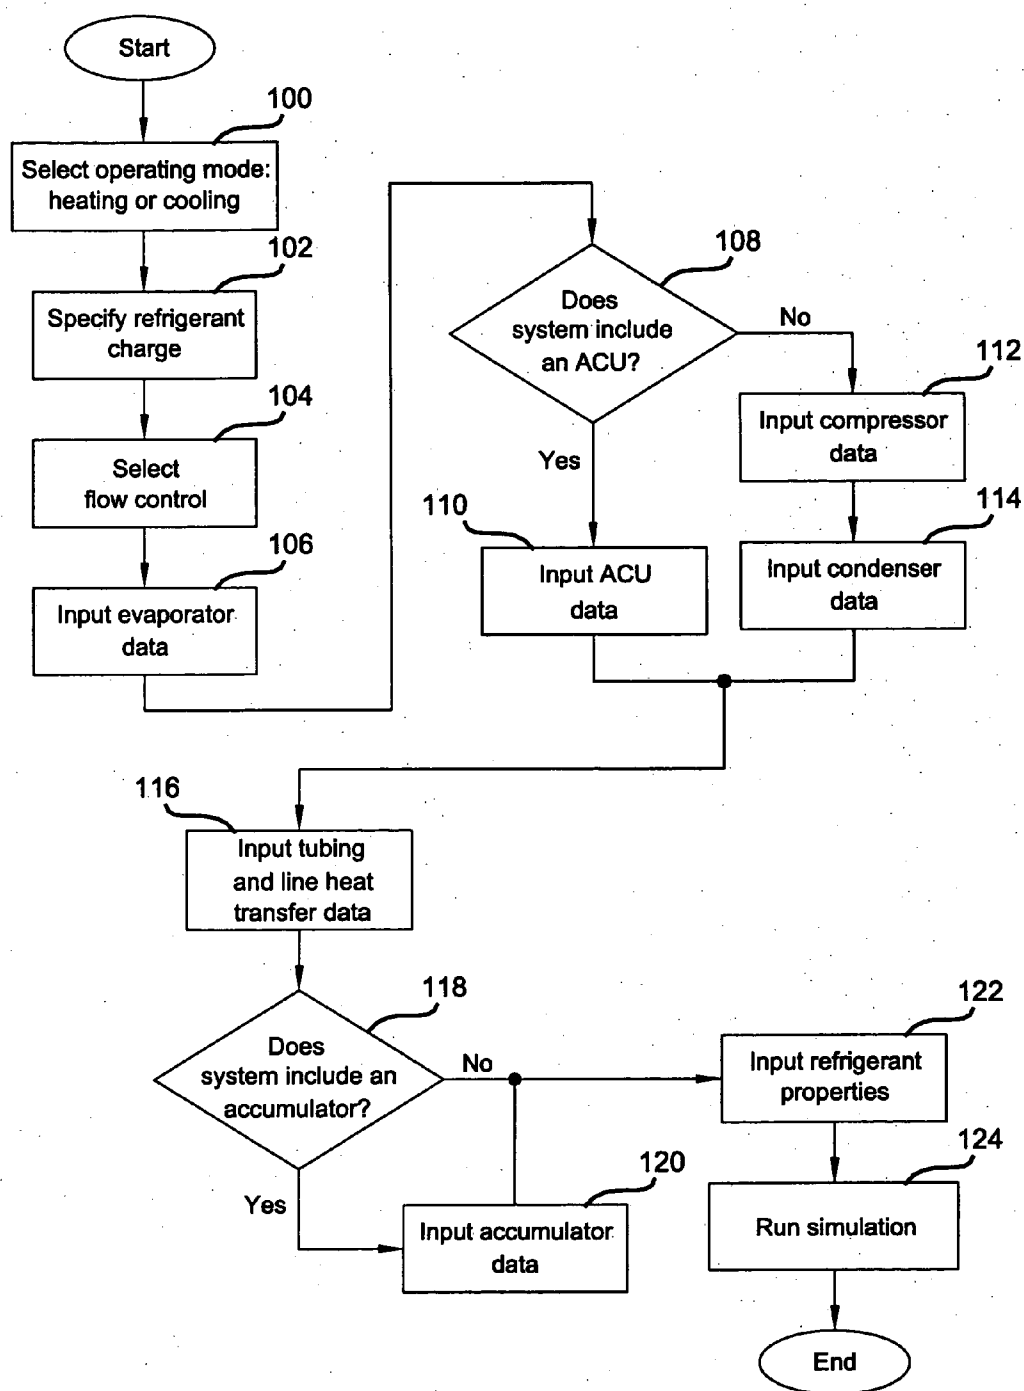 Start
100
Select operating mode:
heating or cooling
102
Specify refrigerant
charge
104
Select
flow control
106
Input evaporator
data
108
Does
system include
an ACU?
No
Yes
110
Input ACU
data
112
Input compressor
data
114
Input condenser
data
116
Input tubing
and line heat
transfer data
118
Does
system include an
accumulator?
No
Yes
120
Input accumulator
data
122
Input refrigerant
properties
124
Run simulation
End